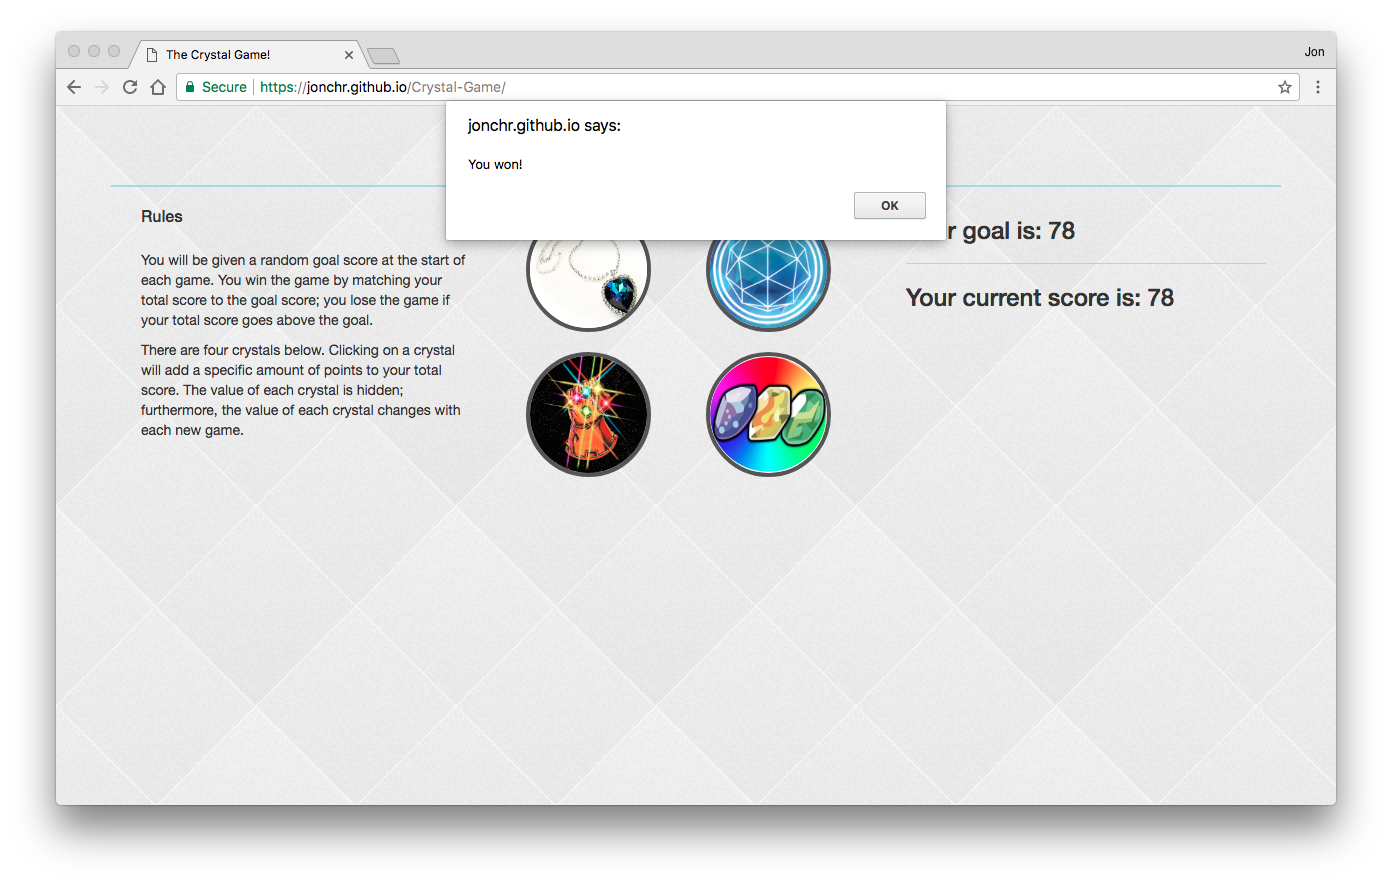 The Crystal Game!
Jon
Secure https://jonchr.github.io/Crystal-Game/
jonchr.github.io says:
You won!
OK
Rules
You will be given a random goal score at the start of
each game. You win the game by matching your
total score to the goal score; you lose the game if
your total score goes above the goal.
There are four crystals below. Clicking on a crystal
will add a specific amount of points to your total
score. The value of each crystal is hidden;
furthermore, the value of each crystal changes with
each new game.
goal is: 78
Your current score is: 78